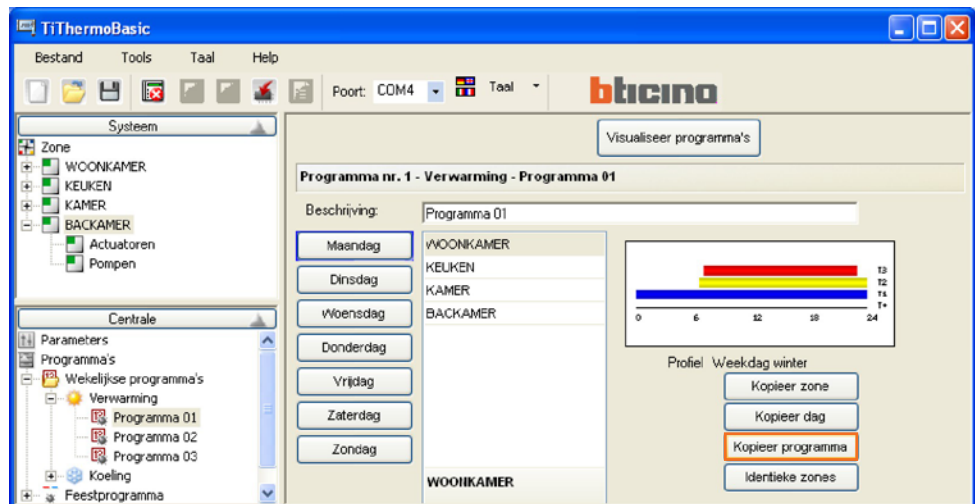 TiThermoBasic
Bestand Tools Taal Help
Poort: COM4 Taal bticino
Systeem
Zone
WOONKAMER
KEUKEN
KAMER
BACKAMER
Actuatoren
Pompen
Centrale
Parameters
Programma's
Wekelijkse programma's
Verwarming
Programma 01
Programma 02
Programma 03
Koeling
Feestprogramma
Visualiseer programma's
Programma nr. 1 - Verwarming - Programma 01
Beschrijving: Programma 01
Maandag
Dinsdag
Woensdag
Donderdag
Vrijdag
Zaterdag
Zondag
WOONKAMER
KEUKEN
KAMER
BACKAMER
WOONKAMER
T3
T2
T1
T*
0 6 12 18 24
Profiel Weekdag winter
Kopieer zone
Kopieer dag
Kopieer programma
Identieke zones